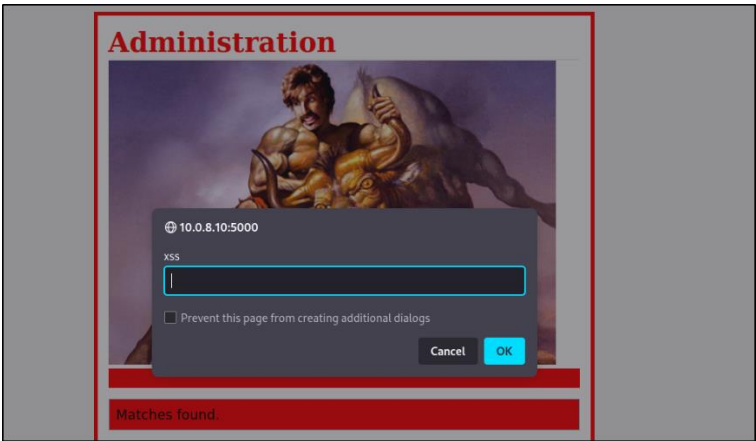 Administration
10.0.8.10:5000
xss
Prevent this page from creating additional dialogs
Cancel OK
Matches found.